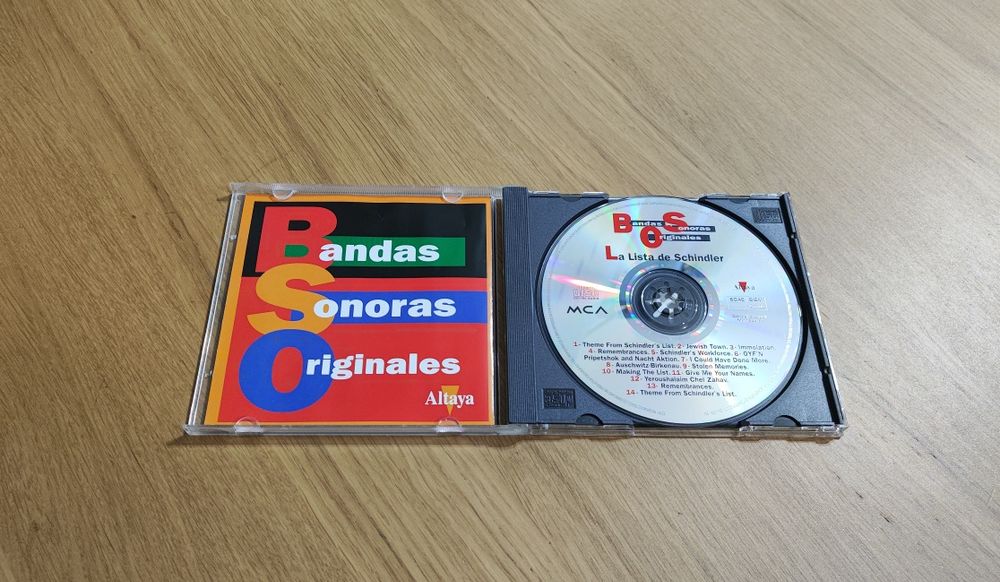 Bandas
Sonoras
Originales
Altaya
Bandas Sonoras
Originales
La Lista de Schindler
DISC
Altaya
MCA
1- Theme From Schindler's List. 2- Jewish Town. 3- Immolation.
4- Remembrances. 5- Schindler's Workforce. 6- OYF'N
Pripetshok and Nacht Aktion. 7- I Could Have Done More.
8- Auschwitz-Birkenau. 9- Stolen Memories.
10- Making The List. 11- Give Me Your Names.
12- Yeroushalaim Chel Zahav.
13- Remembrances.
14- Theme From Schindler's List.